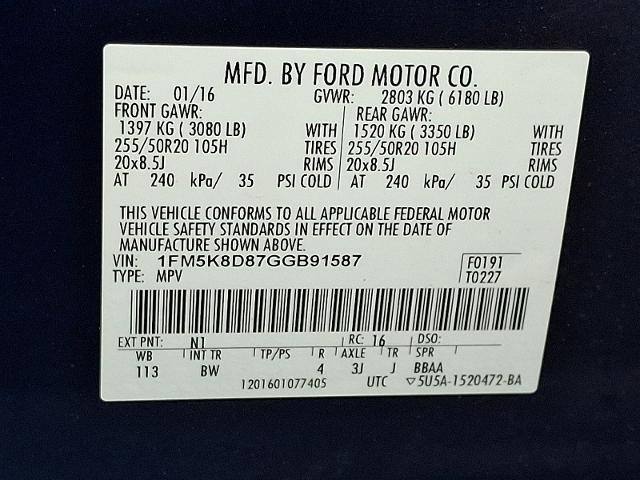 MFD. BY FORD MOTOR CO.
DATE: 01/16 GVWR: 2803 KG ( 6180 LB)
FRONT GAWR: REAR GAWR:
1397 KG ( 3080 LB) WITH 1520 KG ( 3350 LB) WITH
255/50R20 105H TIRES 255/50R20 105H TIRES
20x8.5J RIMS 20x8.5J RIMS
AT 240 kPa/ 35 PSI COLD AT 240 kPa/ 35 PSI COLD
THIS VEHICLE CONFORMS TO ALL APPLICABLE FEDERAL MOTOR
VEHICLE SAFETY STANDARDS IN EFFECT ON THE DATE OF
MANUFACTURE SHOWN ABOVE.
VIN: 1FM5K8D87GGB91587 F0191
TYPE: MPV T0227
EXT PNT: N1 RC: 16 DSO:
WB INT TR TP/PS R AXLE TR SPR
113 BW 4 3J J BBAA
1201601077405 UTC ▽5U5A-1520472-BA